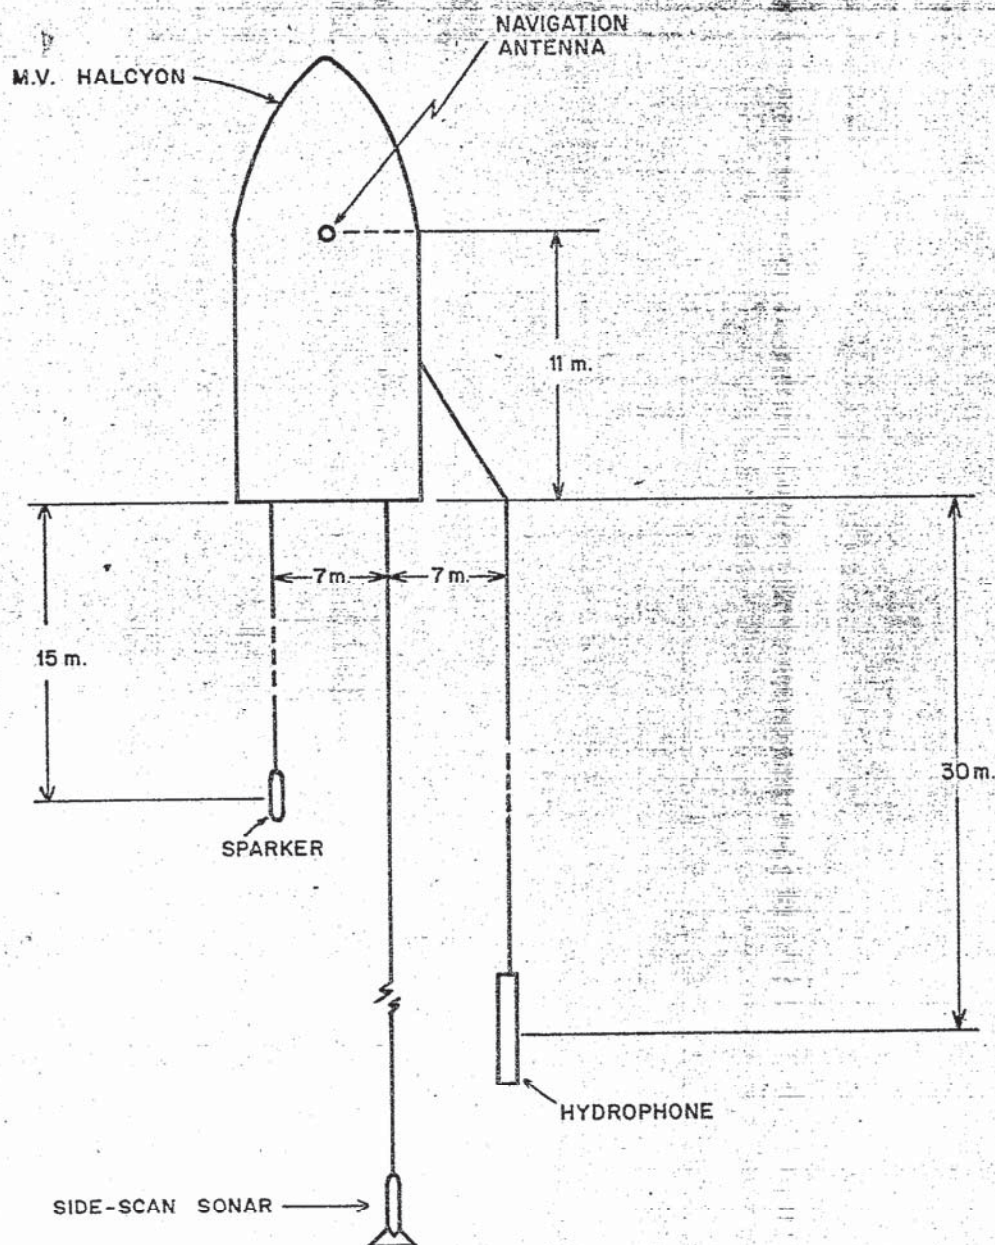 NAVIGATION
ANTENNA
M.V. HALCYON
11 m.
7 m.
7 m.
15 m.
30 m.
SPARKER
HYDROPHONE
SIDE-SCAN SONAR